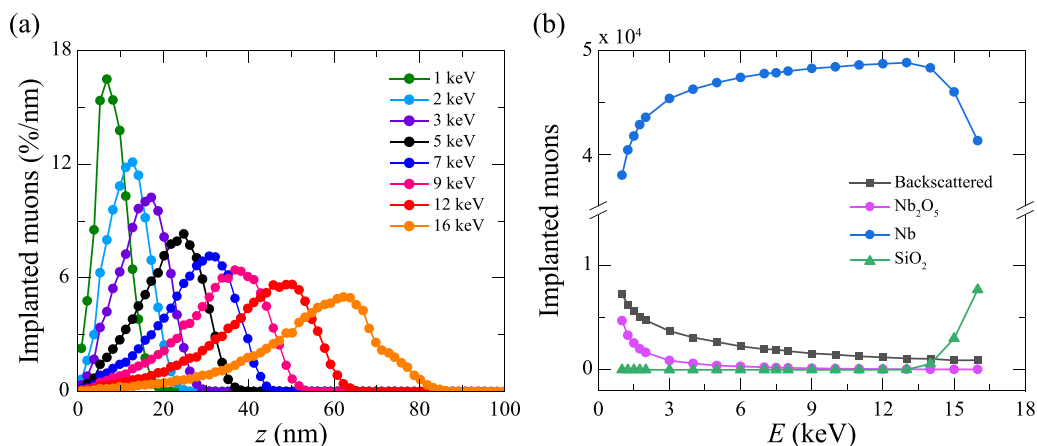 (a)
Implanted muons (%/nm)
18
12
6
0
0
20
40
60
80
100
z (nm)
1 keV
2 keV
3 keV
5 keV
7 keV
9 keV
12 keV
16 keV
(b)
x 10⁴
Implanted muons
5
4
1
0
0
3
6
9
12
15
18
E (keV)
Backscattered
Nb₂O₅
Nb
SiO₂